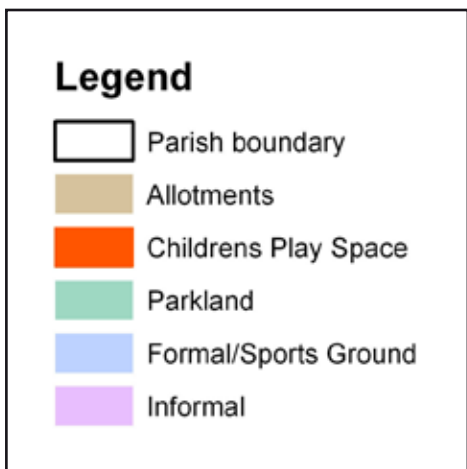 Legend
Parish boundary
Allotments
Childrens Play Space
Parkland
Formal/Sports Ground
Informal